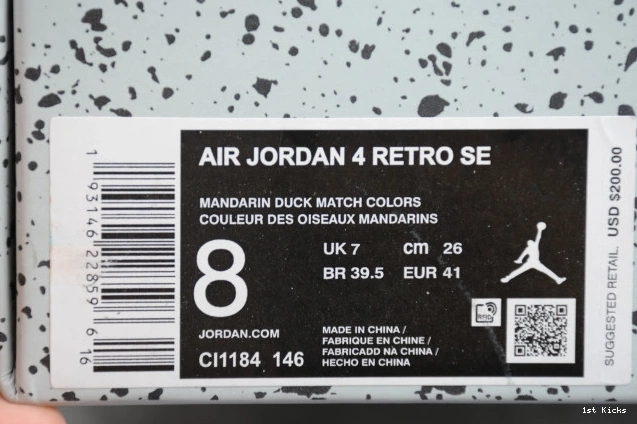 AIR JORDAN 4 RETRO SE
MANDARIN DUCK MATCH COLORS
COULEUR DES OISEAUX MANDARINS
8
UK 7 cm 26
BR 39.5 EUR 41
JORDAN.COM
CI1184 146
MADE IN CHINA /
FABRIQUE EN CHINE /
FABRICADD NA CHINA /
HECHO EN CHINA
RFID
1 93146 22859 6 16
SUGGESTED RETAIL. USD $200.00
1st Kicks